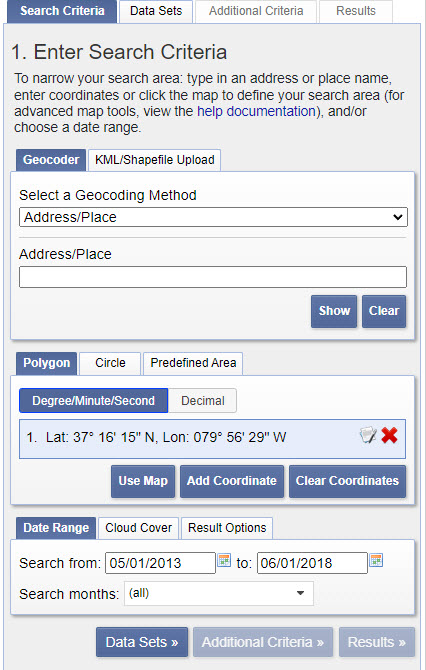 Search Criteria Data Sets Additional Criteria Results
1. Enter Search Criteria
To narrow your search area: type in an address or place name,
enter coordinates or click the map to define your search area (for
advanced map tools, view the help documentation), and/or
choose a date range.
Geocoder KML/Shapefile Upload
Select a Geocoding Method
Address/Place
Address/Place
Show Clear
Polygon Circle Predefined Area
Degree/Minute/Second Decimal
1. Lat: 37° 16' 15" N, Lon: 079° 56' 29" W
Use Map Add Coordinate Clear Coordinates
Date Range Cloud Cover Result Options
Search from: 05/01/2013 to: 06/01/2018
Search months: (all)
Data Sets » Additional Criteria » Results »